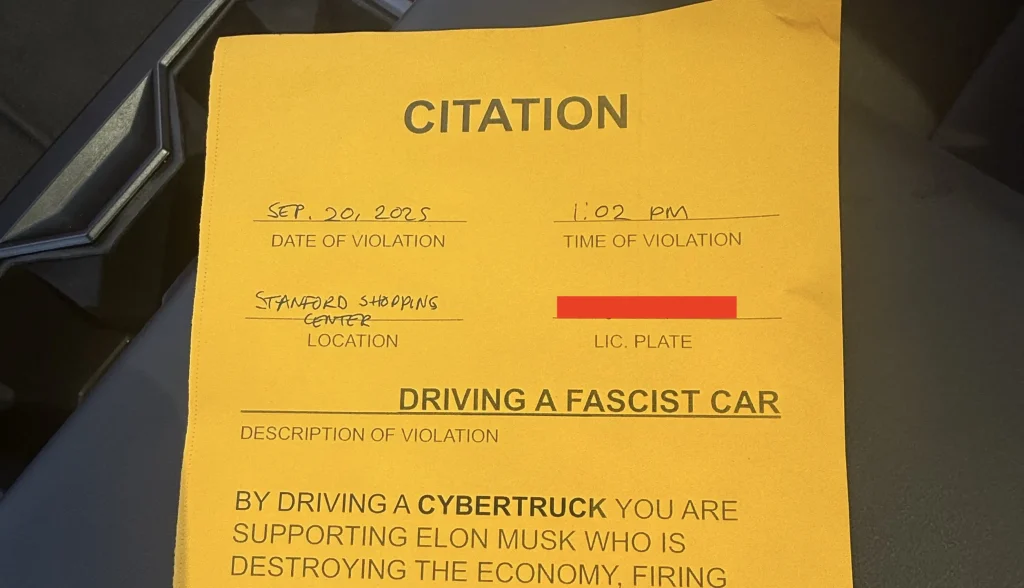 CITATION
SEP. 20, 2025 1:02 PM
DATE OF VIOLATION TIME OF VIOLATION
STANFORD SHOPPING
CENTER
LOCATION LIC. PLATE
DRIVING A FASCIST CAR
DESCRIPTION OF VIOLATION
BY DRIVING A CYBERTRUCK YOU ARE
SUPPORTING ELON MUSK WHO IS
DESTROYING THE ECONOMY, FIRING